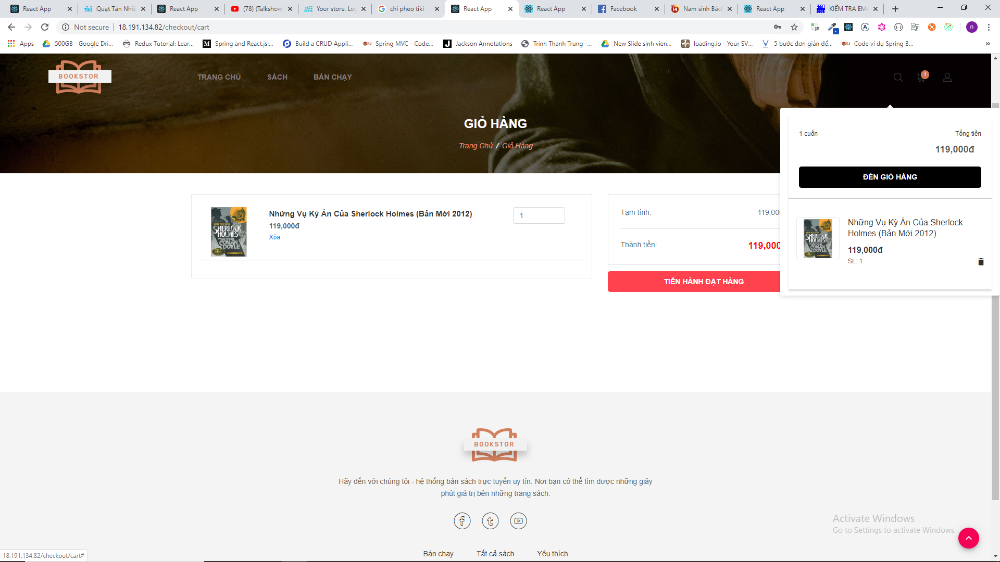 React App
Quạt Tản Nhiệ
React App
(78) (Talkshow
Your store. Log
chi pheo tiki -
React App
React App
Facebook
Nam sinh Bách
React App
KIỂM TRA EMA
Not secure
18.191.134.82/checkout/cart
Apps
500GB - Google Dri...
Redux Tutorial: Lear...
Spring and React.js:...
Build a CRUD Appli...
Spring MVC - Code...
Jackson Annotations
Trinh Thanh Trung -...
New Slide sinh vien...
loading.io - Your SV...
5 bước đơn giản để...
Code ví dụ Spring B...
BOOKSTOR
TRANG CHỦ
SÁCH
BÁN CHẠY
1
GIỎ HÀNG
Trang Chủ / Giỏ Hàng
1 cuốn
Tổng tiền
119,000đ
ĐẾN GIỎ HÀNG
Những Vụ Kỳ Án Của Sherlock
Holmes (Bản Mới 2012)
119,000đ
SL: 1
Những Vụ Kỳ Án Của Sherlock Holmes (Bản Mới 2012)
119,000đ
Xóa
1
SHERLOCK
HOLMES
CONAN
DOYLE
Tạm tính:
119,000
Thành tiền:
119,000
TIẾN HÀNH ĐẶT HÀNG
BOOKSTOR
Hãy đến với chúng tôi - hệ thống bán sách trực tuyến uy tín. Nơi bạn có thể tìm được những giây
phút giá trị bên những trang sách.
Bán chạy
Tất cả sách
Yêu thích
Activate Windows
Go to Settings to activate Windows.
18.191.134.82/checkout/cart#